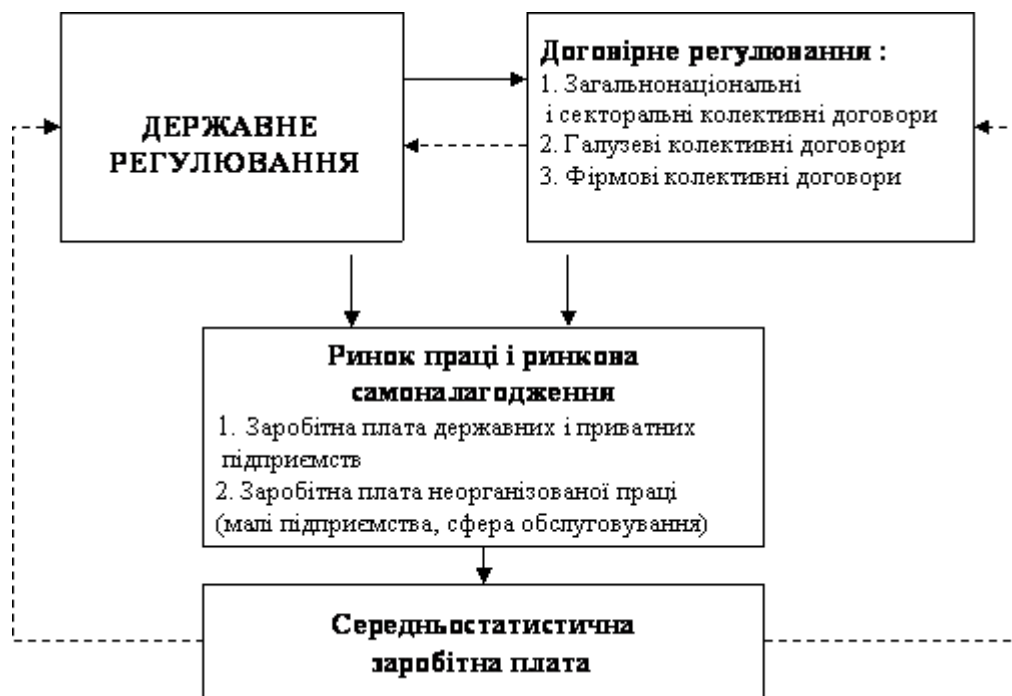 ДЕРЖАВНЕ
РЕГУЛЮВАННЯ
Договірне регулювання :
1. Загальнонаціональні
і секторальні колективні договори
2. Галузеві колективні договори
3. Фірмові колективні договори
Ринок праці і ринкова
самоналагодження
1. Заробітна плата державних і приватних
підприємств
2. Заробітна плата неорганізованої праці
(малі підприємства, сфера обслуговування)
Середньостатистична
заробітна плата